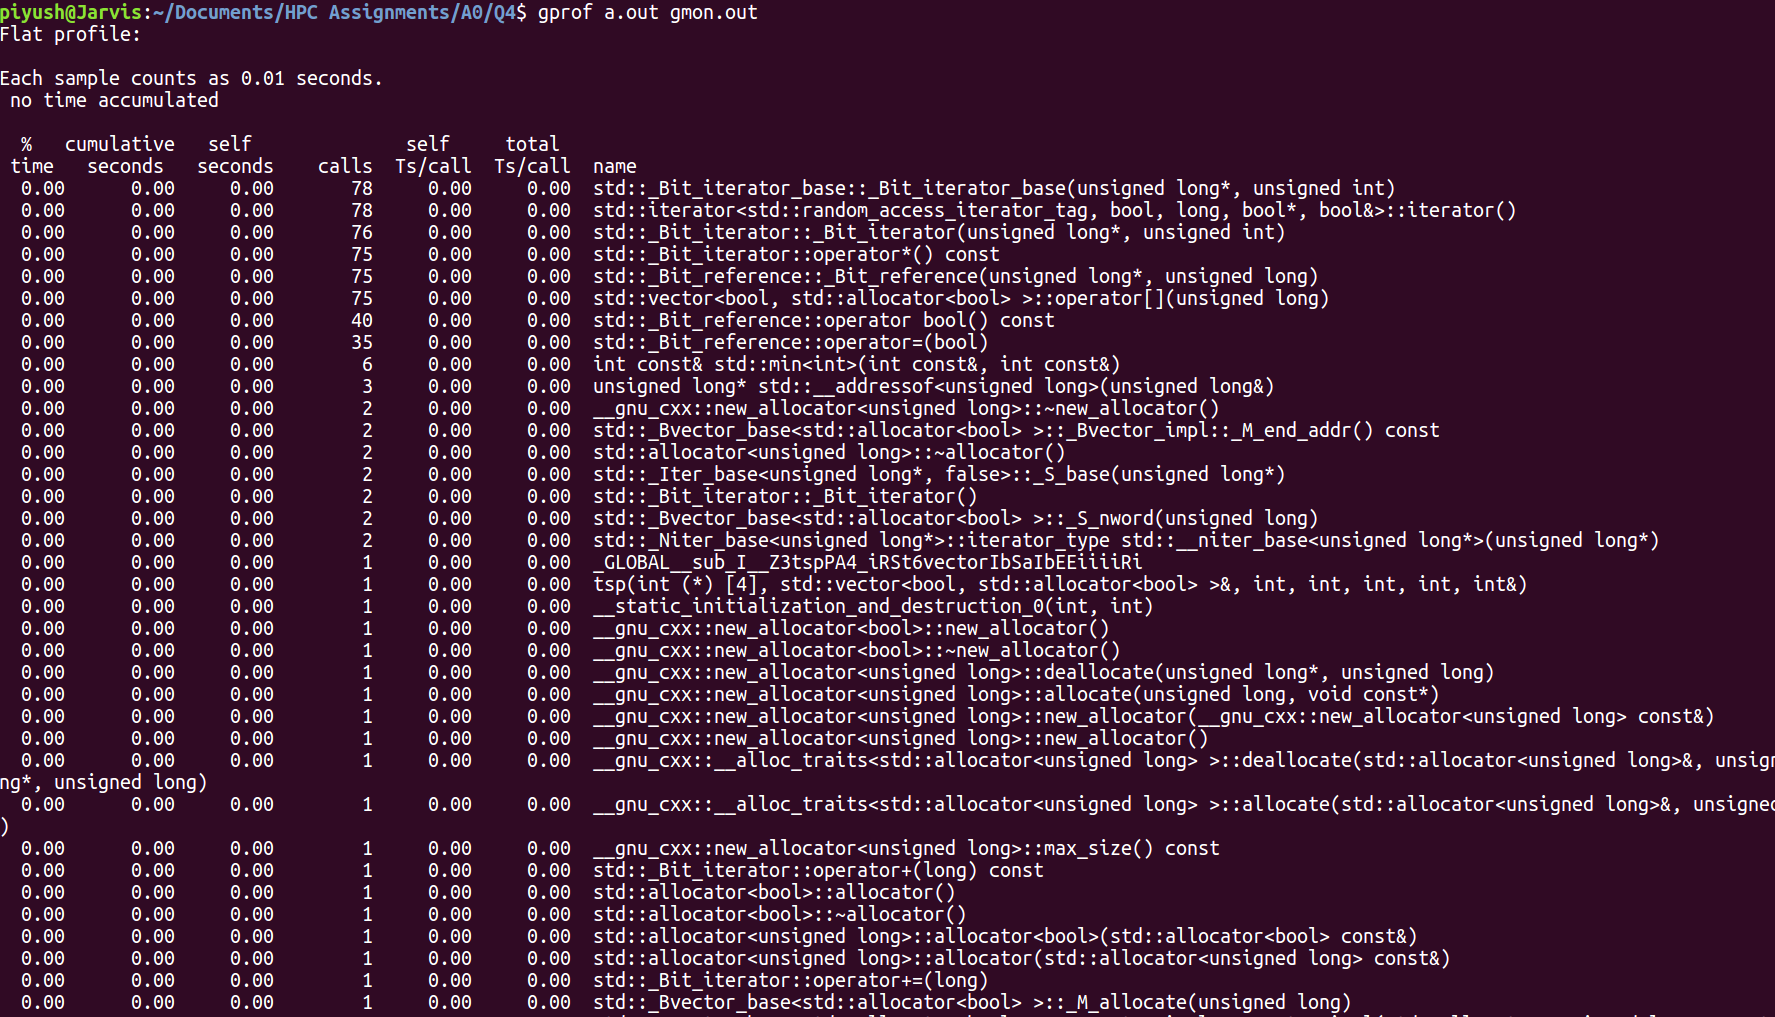 piyush@Jarvis:~/Documents/HPC Assignments/A0/Q4$ gprof a.out gmon.out
Flat profile:

Each sample counts as 0.01 seconds.
 no time accumulated

  %   cumulative   self              self     total
 time   seconds   seconds    calls  Ts/call  Ts/call  name
  0.00      0.00     0.00       78     0.00     0.00  std::_Bit_iterator_base::_Bit_iterator_base(unsigned long*, unsigned int)
  0.00      0.00     0.00       78     0.00     0.00  std::iterator<std::random_access_iterator_tag, bool, long, bool*, bool&>::iterator()
  0.00      0.00     0.00       76     0.00     0.00  std::_Bit_iterator::_Bit_iterator(unsigned long*, unsigned int)
  0.00      0.00     0.00       75     0.00     0.00  std::_Bit_iterator::operator*() const
  0.00      0.00     0.00       75     0.00     0.00  std::_Bit_reference::_Bit_reference(unsigned long*, unsigned long)
  0.00      0.00     0.00       75     0.00     0.00  std::vector<bool, std::allocator<bool> >::operator[](unsigned long)
  0.00      0.00     0.00       40     0.00     0.00  std::_Bit_reference::operator bool() const
  0.00      0.00     0.00       35     0.00     0.00  std::_Bit_reference::operator=(bool)
  0.00      0.00     0.00        6     0.00     0.00  int const& std::min<int>(int const&, int const&)
  0.00      0.00     0.00        3     0.00     0.00  unsigned long* std::__addressof<unsigned long>(unsigned long&)
  0.00      0.00     0.00        2     0.00     0.00  __gnu_cxx::new_allocator<unsigned long>::~new_allocator()
  0.00      0.00     0.00        2     0.00     0.00  std::_Bvector_base<std::allocator<bool> >::_Bvector_impl::_M_end_addr() const
  0.00      0.00     0.00        2     0.00     0.00  std::allocator<unsigned long>::~allocator()
  0.00      0.00     0.00        2     0.00     0.00  std::_Iter_base<unsigned long*, false>::_S_base(unsigned long*)
  0.00      0.00     0.00        2     0.00     0.00  std::_Bit_iterator::_Bit_iterator()
  0.00      0.00     0.00        2     0.00     0.00  std::_Bvector_base<std::allocator<bool> >::_S_nword(unsigned long)
  0.00      0.00     0.00        2     0.00     0.00  std::_Niter_base<unsigned long*>::iterator_type std::__niter_base<unsigned long*>(unsigned long*)
  0.00      0.00     0.00        1     0.00     0.00  _GLOBAL__sub_I__Z3tspPA4_iRSt6vectorIbSaIbEEiiiiRi
  0.00      0.00     0.00        1     0.00     0.00  tsp(int (*) [4], std::vector<bool, std::allocator<bool> >&, int, int, int, int, int&)
  0.00      0.00     0.00        1     0.00     0.00  __static_initialization_and_destruction_0(int, int)
  0.00      0.00     0.00        1     0.00     0.00  __gnu_cxx::new_allocator<bool>::new_allocator()
  0.00      0.00     0.00        1     0.00     0.00  __gnu_cxx::new_allocator<bool>::~new_allocator()
  0.00      0.00     0.00        1     0.00     0.00  __gnu_cxx::new_allocator<unsigned long>::deallocate(unsigned long*, unsigned long)
  0.00      0.00     0.00        1     0.00     0.00  __gnu_cxx::new_allocator<unsigned long>::allocate(unsigned long, void const*)
  0.00      0.00     0.00        1     0.00     0.00  __gnu_cxx::new_allocator<unsigned long>::new_allocator(__gnu_cxx::new_allocator<unsigned long> const&)
  0.00      0.00     0.00        1     0.00     0.00  __gnu_cxx::new_allocator<unsigned long>::new_allocator()
  0.00      0.00     0.00        1     0.00     0.00  __gnu_cxx::__alloc_traits<std::allocator<unsigned long> >::deallocate(std::allocator<unsigned long>&, unsig
ng*, unsigned long)
  0.00      0.00     0.00        1     0.00     0.00  __gnu_cxx::__alloc_traits<std::allocator<unsigned long> >::allocate(std::allocator<unsigned long>&, unsigne
)
  0.00      0.00     0.00        1     0.00     0.00  __gnu_cxx::new_allocator<unsigned long>::max_size() const
  0.00      0.00     0.00        1     0.00     0.00  std::_Bit_iterator::operator+(long) const
  0.00      0.00     0.00        1     0.00     0.00  std::allocator<bool>::allocator()
  0.00      0.00     0.00        1     0.00     0.00  std::allocator<bool>::~allocator()
  0.00      0.00     0.00        1     0.00     0.00  std::allocator<unsigned long>::allocator<bool>(std::allocator<bool> const&)
  0.00      0.00     0.00        1     0.00     0.00  std::allocator<unsigned long>::allocator(std::allocator<unsigned long> const&)
  0.00      0.00     0.00        1     0.00     0.00  std::_Bit_iterator::operator+=(long)
  0.00      0.00     0.00        1     0.00     0.00  std::_Bvector_base<std::allocator<bool> >::_M_allocate(unsigned long)